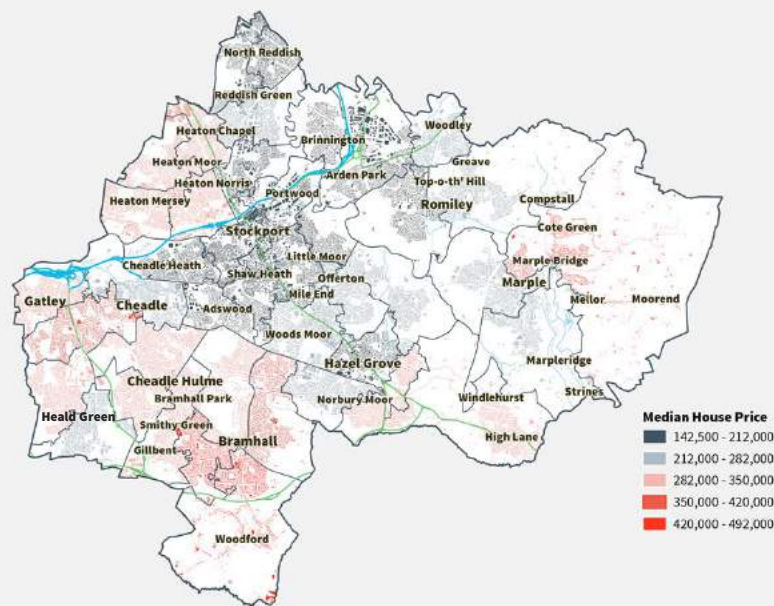 North Reddish
Reddish Green
Heaton Chapel
Brinnington
Woodley
Heaton Moor
Greave
Arden Park
Heaton Norris
Top-o-th' Hill
Portwood
Compstall
Heaton Mersey
Romiley
Cote Green
Stockport
Little Moor
Marple Bridge
Cheadle Heath
Shaw Heath
Offerton
Marple
Gatley
Mile End
Mellor
Moorend
Cheadle
Adswood
Woods Moor
Hazel Grove
Marpleridge
Cheadle Hulme
Strines
Bramhall Park
Norbury Moor
Windlehurst
Heald Green
Smithy Green
Bramhall
High Lane
Gillbent
Woodford
Median House Price
142,500 - 212,000
212,000 - 282,000
282,000 - 350,000
350,000 - 420,000
420,000 - 492,000